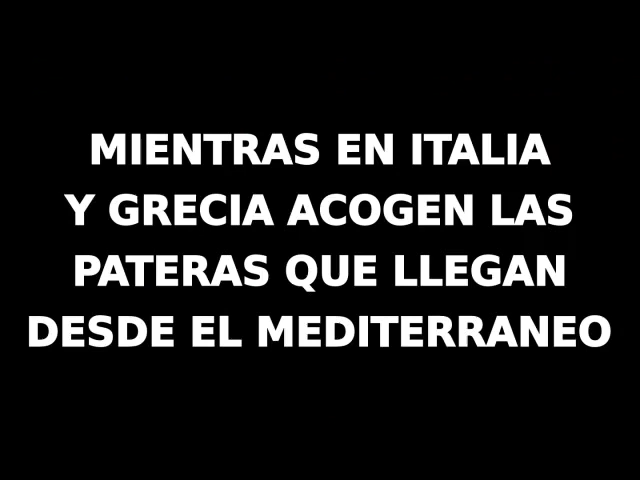 MIENTRAS EN ITALIA
Y GRECIA ACOGEN LAS
PATERAS QUE LLEGAN
DESDE EL MEDITERRANEO